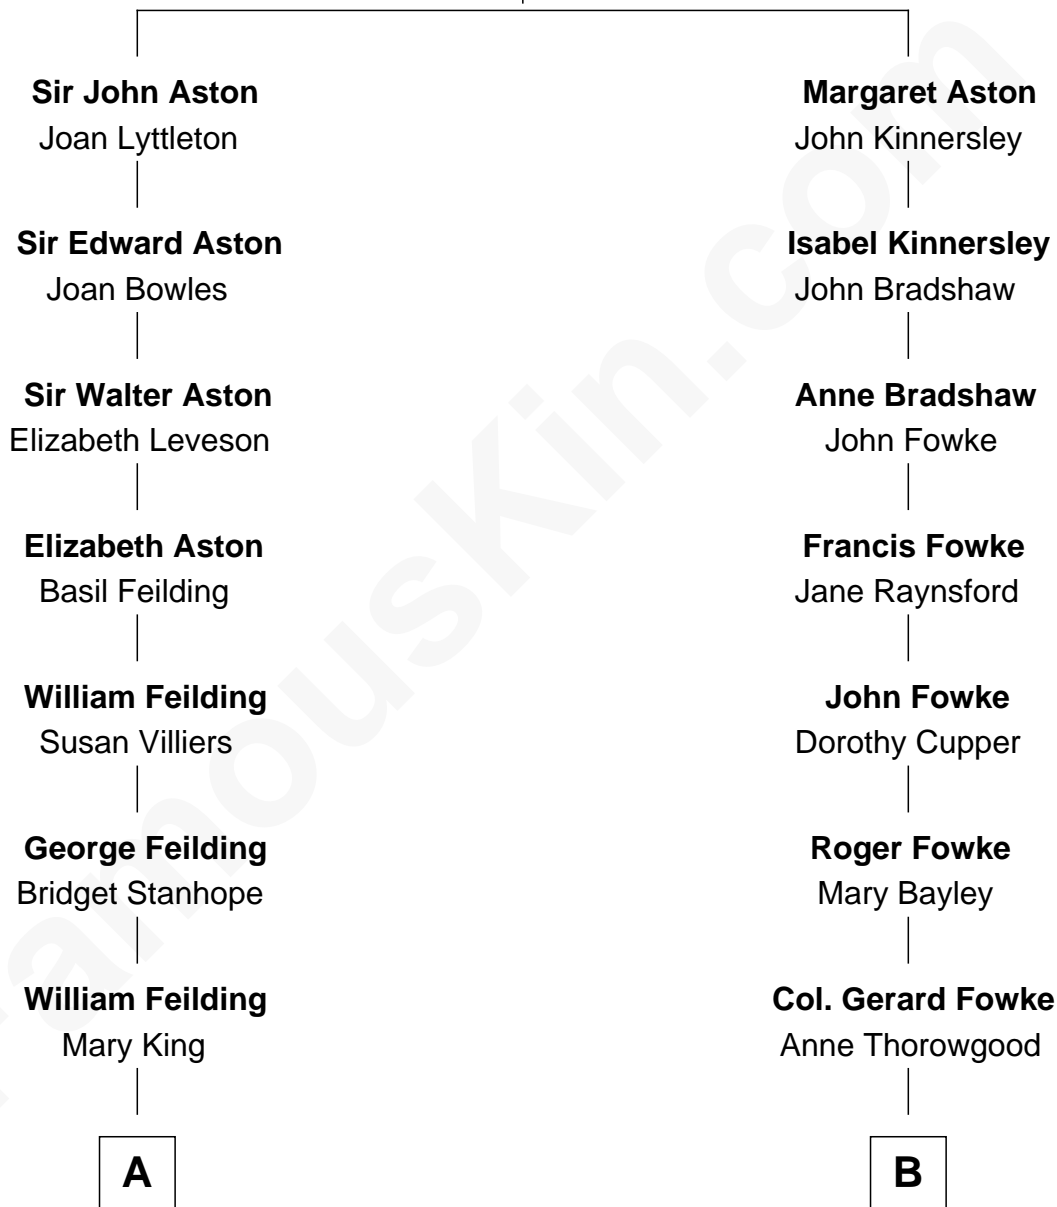 Sir John Aston
Joan Lyttleton
Sir Edward Aston
Joan Bowles
Sir Walter Aston
Elizabeth Leveson
Elizabeth Aston
Basil Feilding
William Feilding
Susan Villiers
George Feilding
Bridget Stanhope
William Feilding
Mary King
A
Margaret Aston
John Kinnersley
Isabel Kinnersley
John Bradshaw
Anne Bradshaw
John Fowke
Francis Fowke
Jane Raynsford
John Fowke
Dorothy Cupper
Roger Fowke
Mary Bayley
Col. Gerard Fowke
Anne Thorowgood
B
FamousKin.com